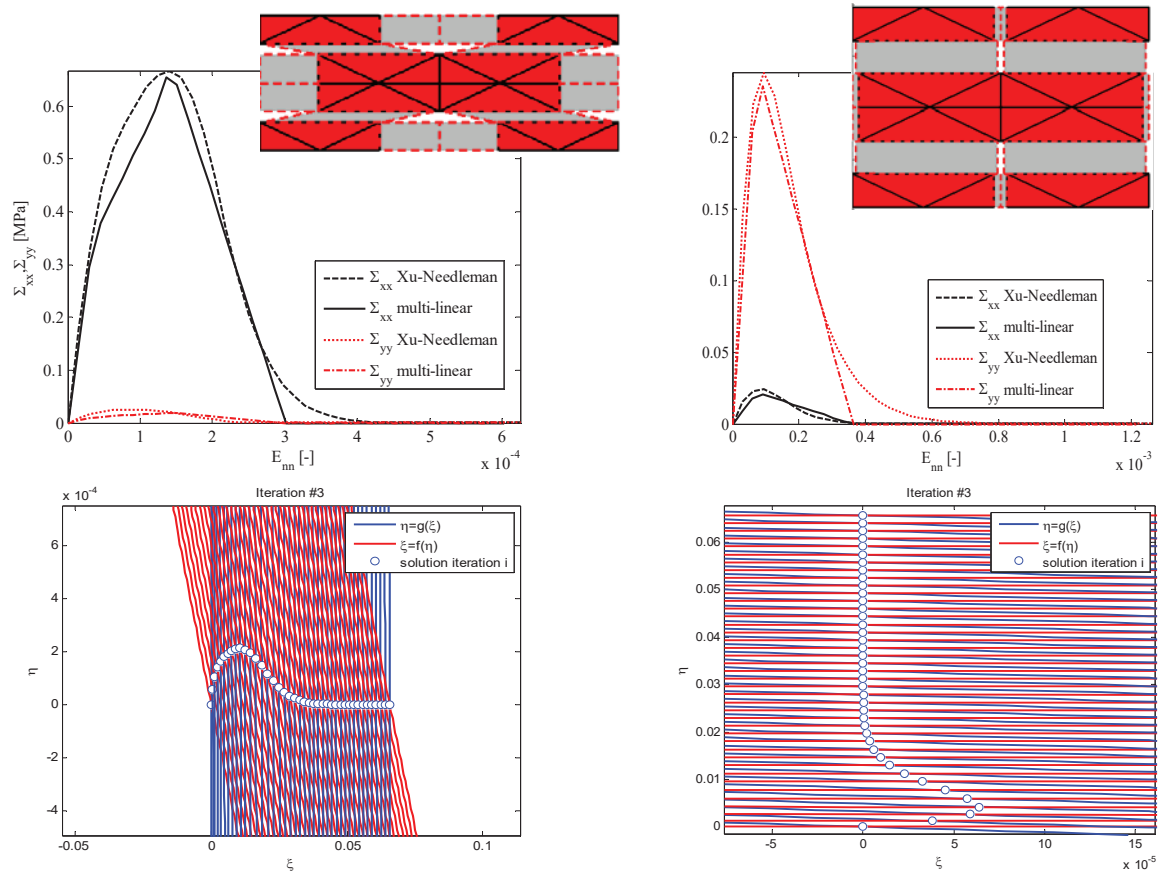 0.6
0.5
0.4
0.3
0.2
0.1
0
Σxx,Σyy [MPa]
Σxx Xu-Needleman
Σxx multi-linear
Σyy Xu-Needleman
Σyy multi-linear
0 1 2 3 4 5 6
Enn [-]
x 10^-4
0.2
0.15
0.1
0.05
0
Σxx Xu-Needleman
Σxx multi-linear
Σyy Xu-Needleman
Σyy multi-linear
0 0.2 0.4 0.6 0.8 1 1.2
Enn [-]
x 10^-3
x 10^-4
Iteration #3
6
4
2
0
-2
-4
η
η=g(ξ)
ξ=f(η)
solution iteration i
-0.05 0 0.05 0.1
ξ
Iteration #3
0.06
0.05
0.04
0.03
0.02
0.01
0
η
η=g(ξ)
ξ=f(η)
solution iteration i
-5 0 5 10 15
ξ
x 10^-5